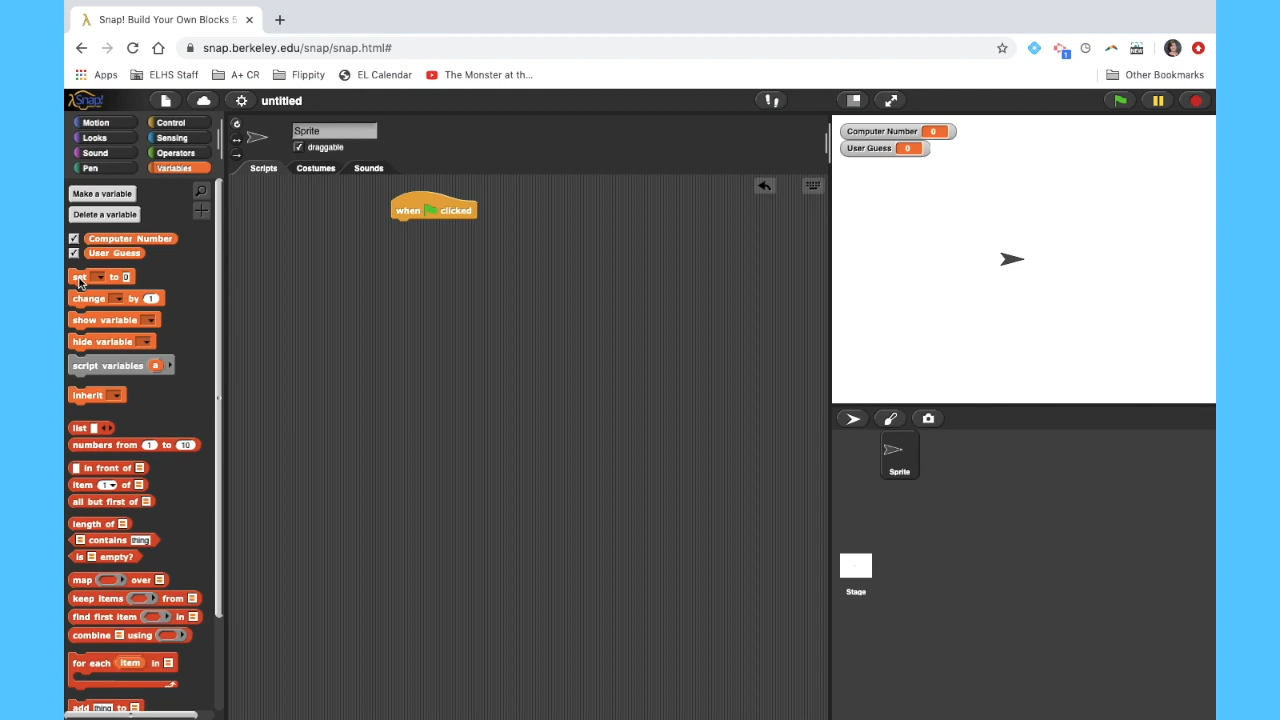 Snap! Build Your Own Blocks 5
snap.berkeley.edu/snap/snap.html#
1
NEW
Apps
ELHS Staff
A+ CR
Flippity
EL Calendar
The Monster at th...
Other Bookmarks
Snap!
untitled
Motion
Control
Looks
Sensing
Sound
Operators
Pen
Variables
Sprite
draggable
Scripts
Costumes
Sounds
Make a variable
Delete a variable
Computer Number
User Guess
set to 0
change by 1
show variable
hide variable
script variables a
inherit
list
numbers from 1 to 10
in front of
item 1 of
all but first of
length of
contains thing
is empty?
map over
keep items from
find first item in
combine using
for each item in
add thing to
when clicked
Computer Number 0
User Guess 0
Sprite
Stage